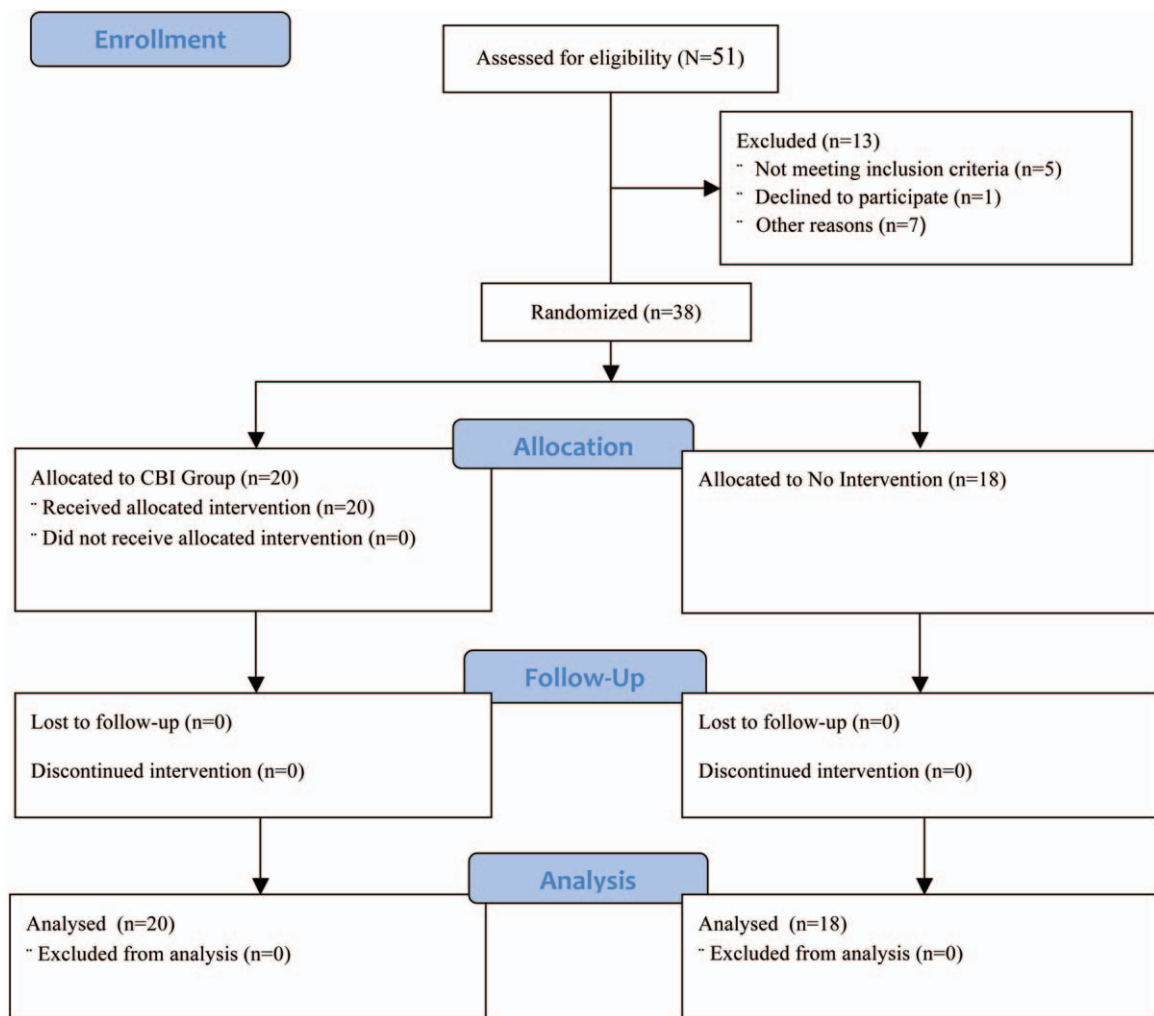 Enrollment
Assessed for eligibility (N=51)
Excluded (n=13)
¨ Not meeting inclusion criteria (n=5)
¨ Declined to participate (n=1)
¨ Other reasons (n=7)
Randomized (n=38)
Allocation
Allocated to CBI Group (n=20)
¨ Received allocated intervention (n=20)
¨ Did not receive allocated intervention (n=0)
Allocated to No Intervention (n=18)
Follow-Up
Lost to follow-up (n=0)
Discontinued intervention (n=0)
Lost to follow-up (n=0)
Discontinued intervention (n=0)
Analysis
Analysed (n=20)
¨ Excluded from analysis (n=0)
Analysed (n=18)
¨ Excluded from analysis (n=0)